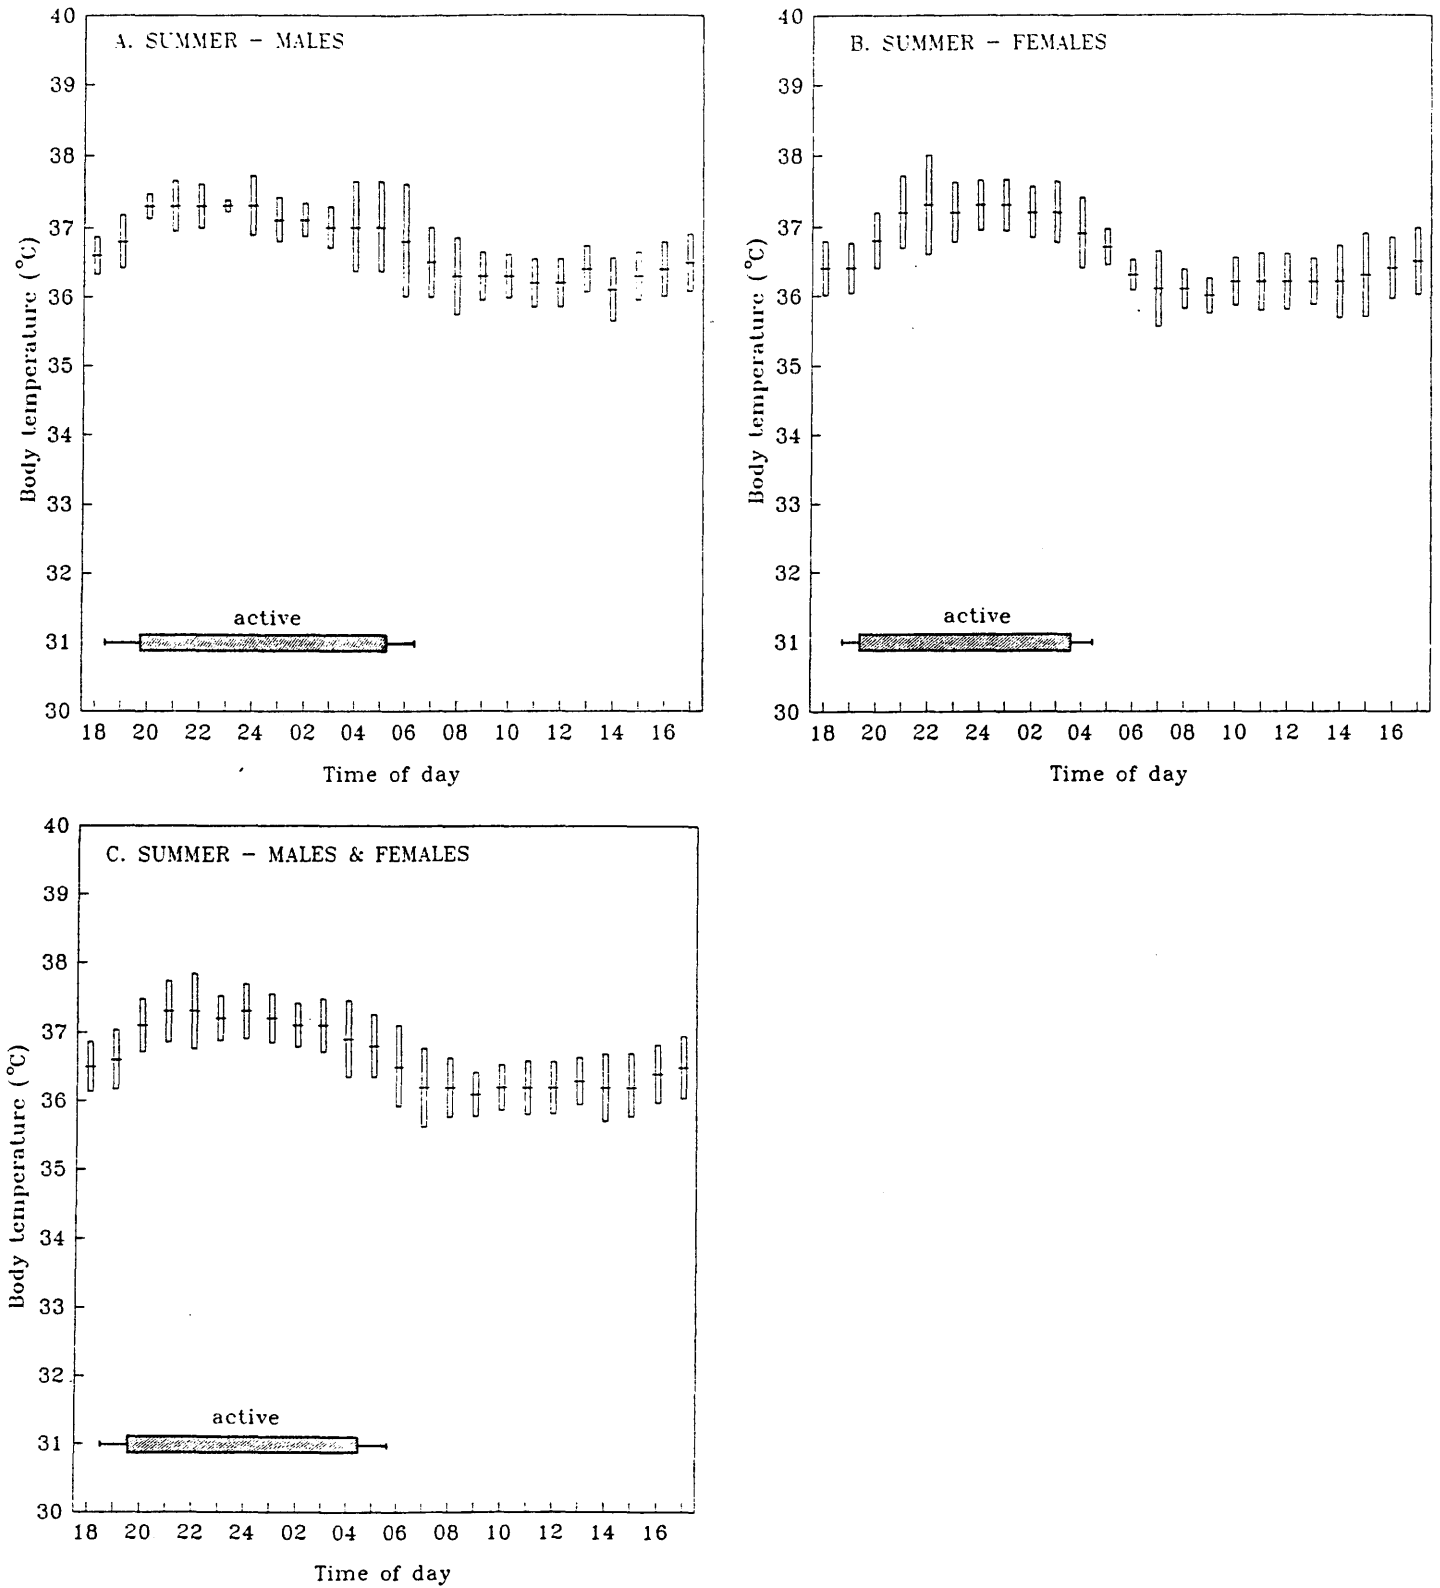 A. SUMMER – MALES
40
39
38
37
36
35
34
33
32
31
30
Body temperature (°C)
active
18 20 22 24 02 04 06 08 10 12 14 16
Time of day
B. SUMMER – FEMALES
40
39
38
37
36
35
34
33
32
31
30
Body temperature (°C)
active
18 20 22 24 02 04 06 08 10 12 14 16
Time of day
C. SUMMER – MALES & FEMALES
40
39
38
37
36
35
34
33
32
31
30
Body temperature (°C)
active
18 20 22 24 02 04 06 08 10 12 14 16
Time of day